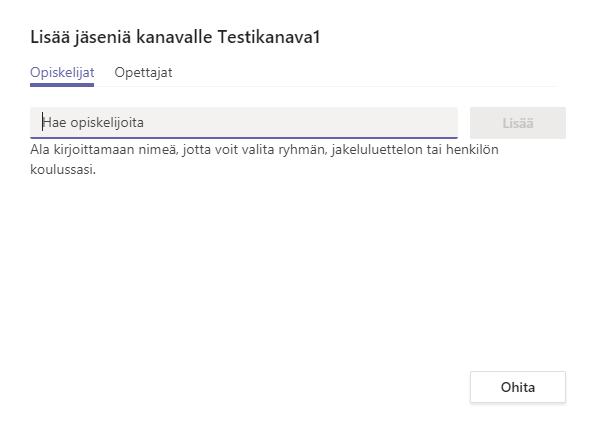 Lisää jäseniä kanavalle Testikanava1
Opiskelijat Opettajat
Hae opiskelijoita Lisää
Ala kirjoittamaan nimeä, jotta voit valita ryhmän, jakeluluettelon tai henkilön
koulussasi.
Ohita